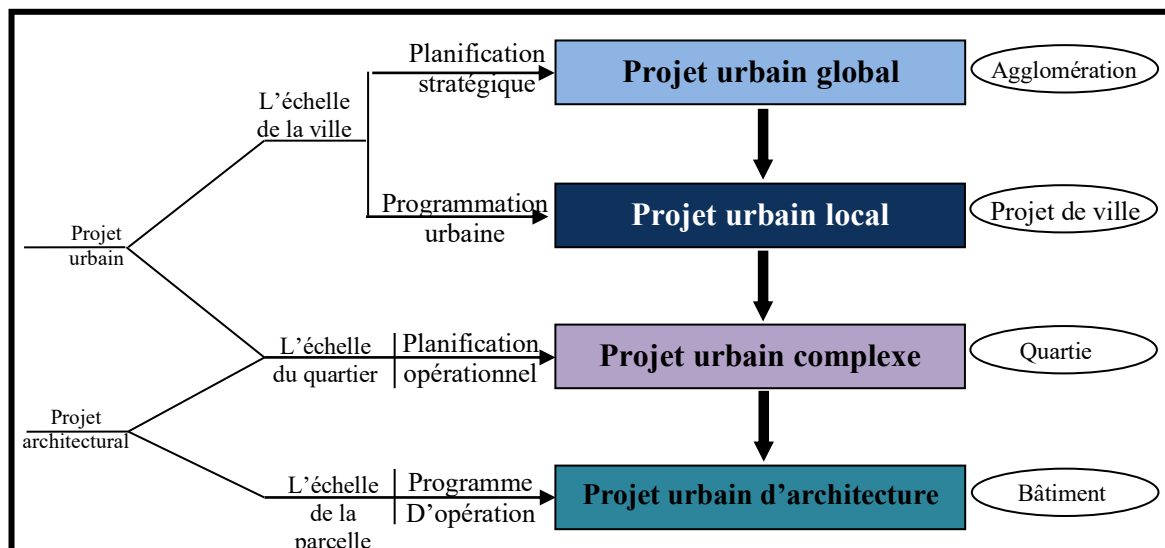 Planification
stratégique
Projet urbain global
Agglomération
L’échelle
de la ville
Programmation
urbaine
Projet urbain local
Projet de ville
Projet
urbain
L’échelle
du quartier
Planification
opérationnel
Projet urbain complexe
Quartie
Projet
architectural
L’échelle
de la
parcelle
Programme
D’opération
Projet urbain d’architecture
Bâtiment